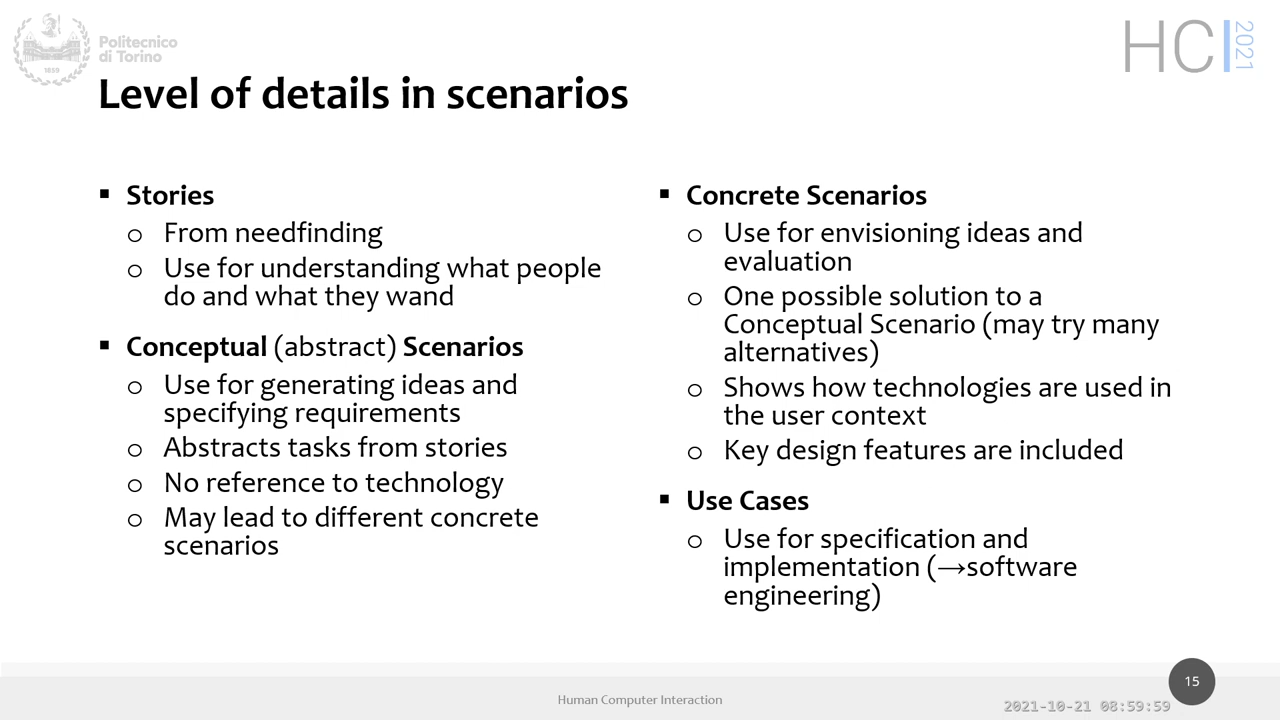 Politecnico
di Torino
1859
HCI
2021
Level of details in scenarios
▪ Stories
o From needfinding
o Use for understanding what people
do and what they wand
▪ Conceptual (abstract) Scenarios
o Use for generating ideas and
specifying requirements
o Abstracts tasks from stories
o No reference to technology
o May lead to different concrete
scenarios
▪ Concrete Scenarios
o Use for envisioning ideas and
evaluation
o One possible solution to a
Conceptual Scenario (may try many
alternatives)
o Shows how technologies are used in
the user context
o Key design features are included
▪ Use Cases
o Use for specification and
implementation (→software
engineering)
Human Computer Interaction
15
2021-10-21 08:59:59